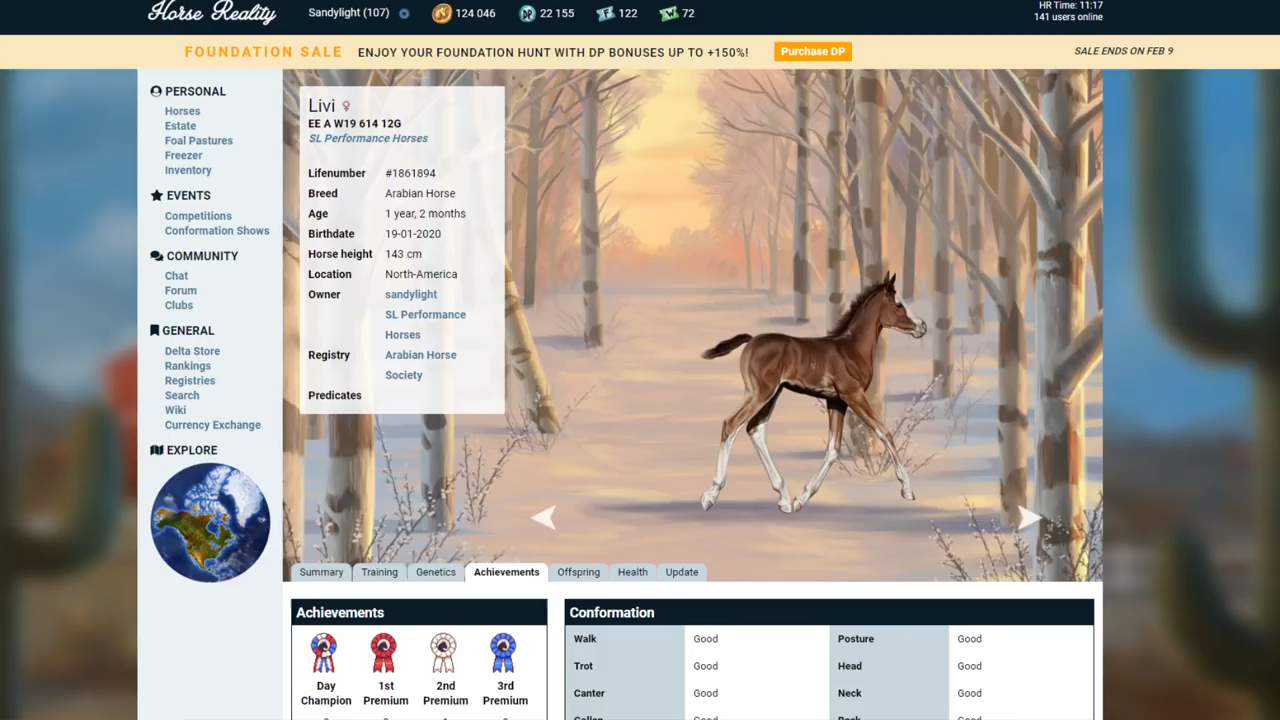 Horse Reality
Sandylight (107) 124 046 22 155 122 72
HR Time: 11:17
141 users online
FOUNDATION SALE ENJOY YOUR FOUNDATION HUNT WITH DP BONUSES UP TO +150%! Purchase DP SALE ENDS ON FEB 9
PERSONAL
Horses
Estate
Foal Pastures
Freezer
Inventory
EVENTS
Competitions
Conformation Shows
COMMUNITY
Chat
Forum
Clubs
GENERAL
Delta Store
Rankings
Registries
Search
Wiki
Currency Exchange
EXPLORE
Livi ♀
EE A W19 614 12G
SL Performance Horses
Lifenumber #1861894
Breed Arabian Horse
Age 1 year, 2 months
Birthdate 19-01-2020
Horse height 143 cm
Location North-America
Owner sandylight
SL Performance
Horses
Registry Arabian Horse
Society
Predicates
Summary Training Genetics Achievements Offspring Health Update
Achievements
Day
Champion
1st
Premium
2nd
Premium
3rd
Premium
Conformation
Walk Good Posture Good
Trot Good Head Good
Canter Good Neck Good